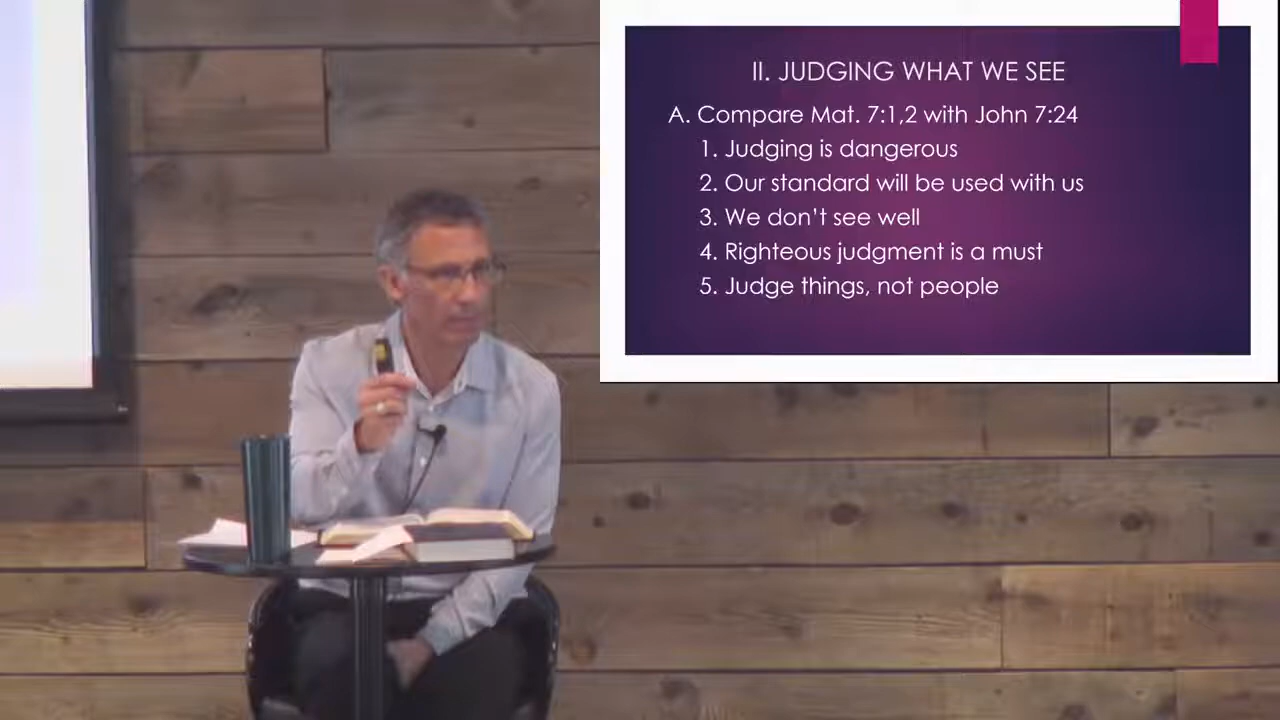 II. JUDGING WHAT WE SEE
A. Compare Mat. 7:1,2 with John 7:24
1. Judging is dangerous
2. Our standard will be used with us
3. We don't see well
4. Righteous judgment is a must
5. Judge things, not people